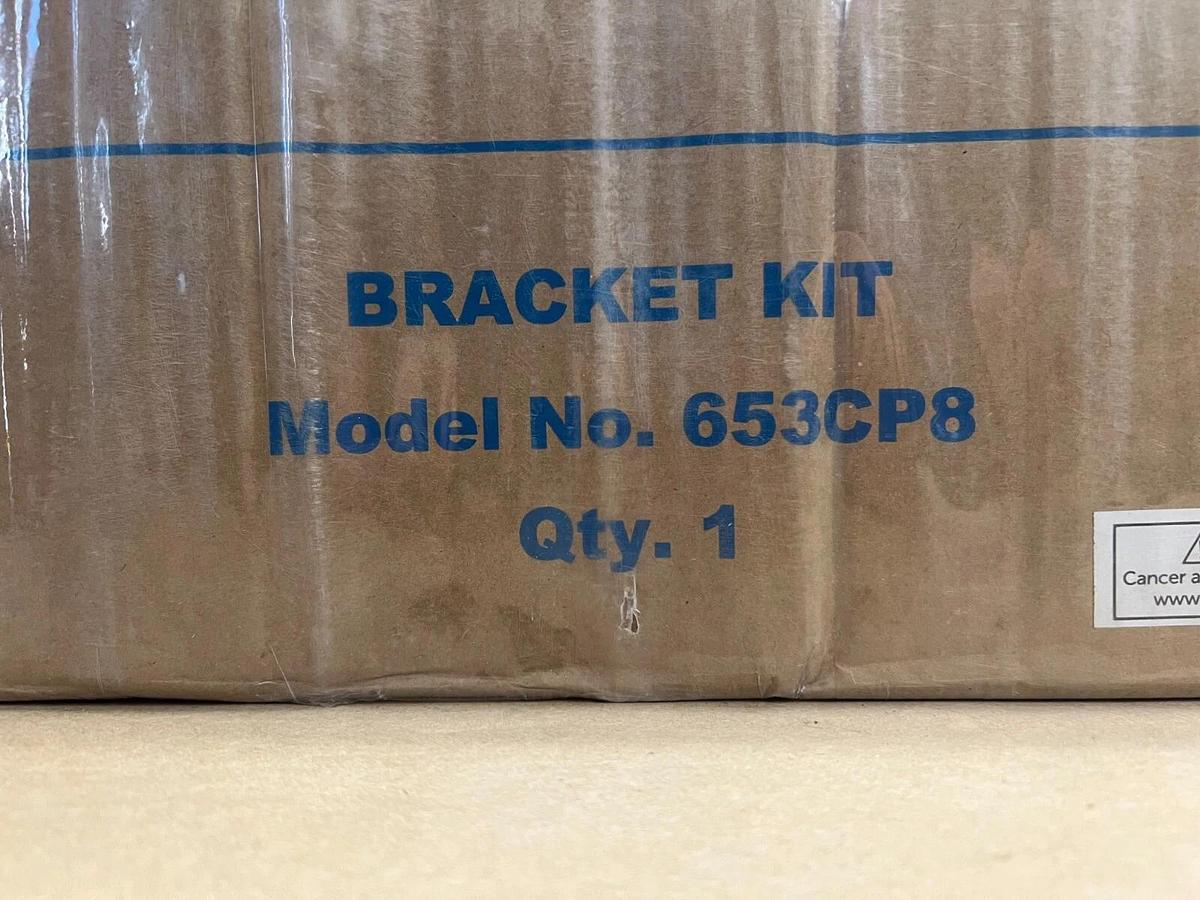 BRACKET KIT
Model No. 653CP8
Qty. 1
Cancer a
www